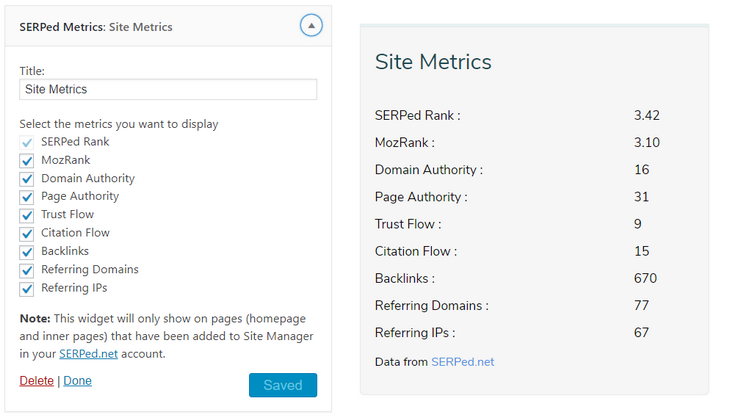 SERPed Metrics: Site Metrics
Title:
Site Metrics
Select the metrics you want to display
SERPed Rank
MozRank
Domain Authority
Page Authority
Trust Flow
Citation Flow
Backlinks
Referring Domains
Referring IPs
Note: This widget will only show on pages (homepage
and inner pages) that have been added to Site Manager
in your SERPed.net account.
Delete | Done
Saved
Site Metrics
SERPed Rank : 3.42
MozRank : 3.10
Domain Authority : 16
Page Authority : 31
Trust Flow : 9
Citation Flow : 15
Backlinks : 670
Referring Domains : 77
Referring IPs : 67
Data from SERPed.net